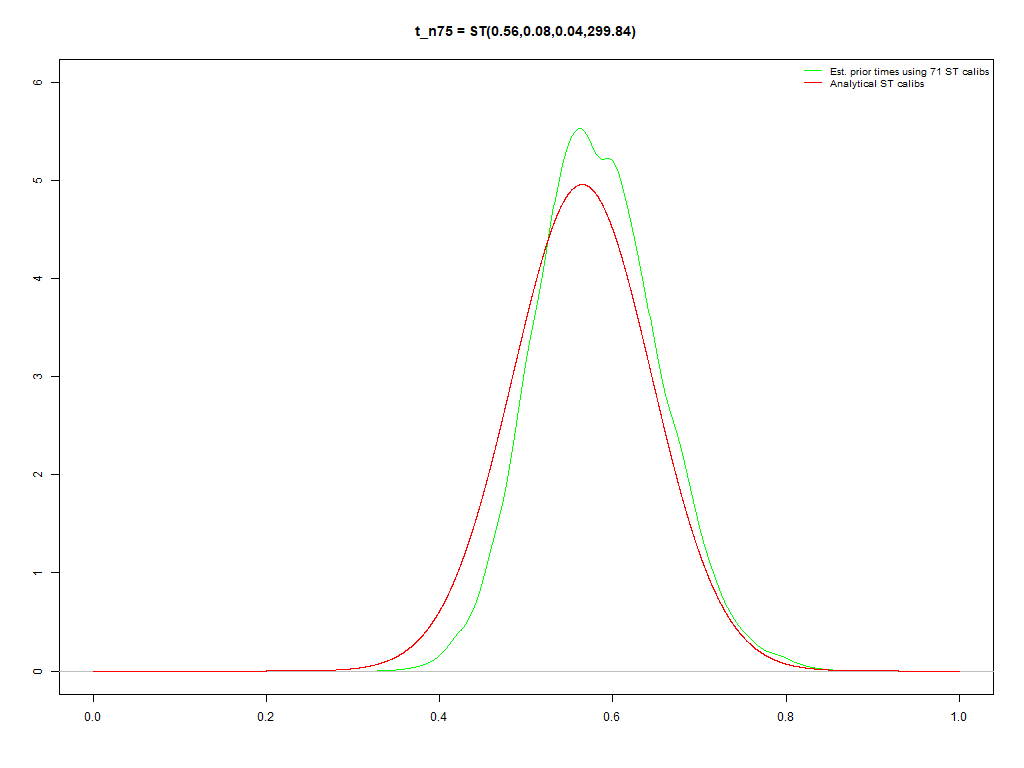 t_n75 = ST(0.56,0.08,0.04,299.84)
Est. prior times using 71 ST calibs
Analytical ST calibs
6
5
4
3
2
1
0
0.0 0.2 0.4 0.6 0.8 1.0